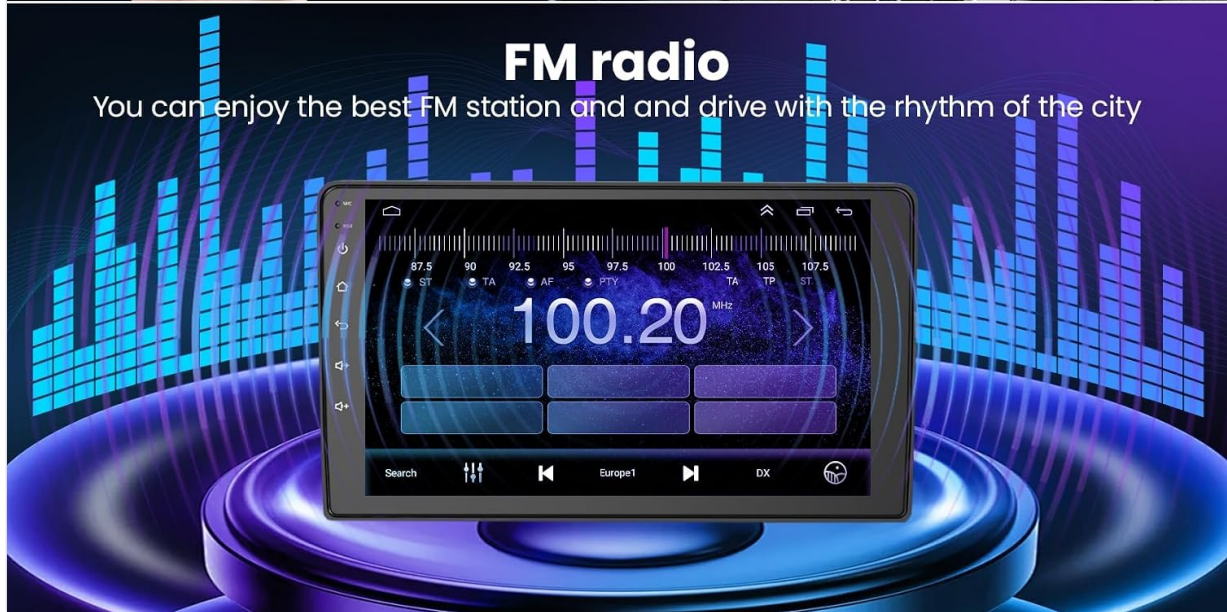 FM radio
You can enjoy the best FM station and and drive with the rhythm of the city
MIC
87.5 90 92.5 95 97.5 100 102.5 105 107.5
ST TA AF PTY TA TP ST
100.20 MHz
Search Europe1 DX